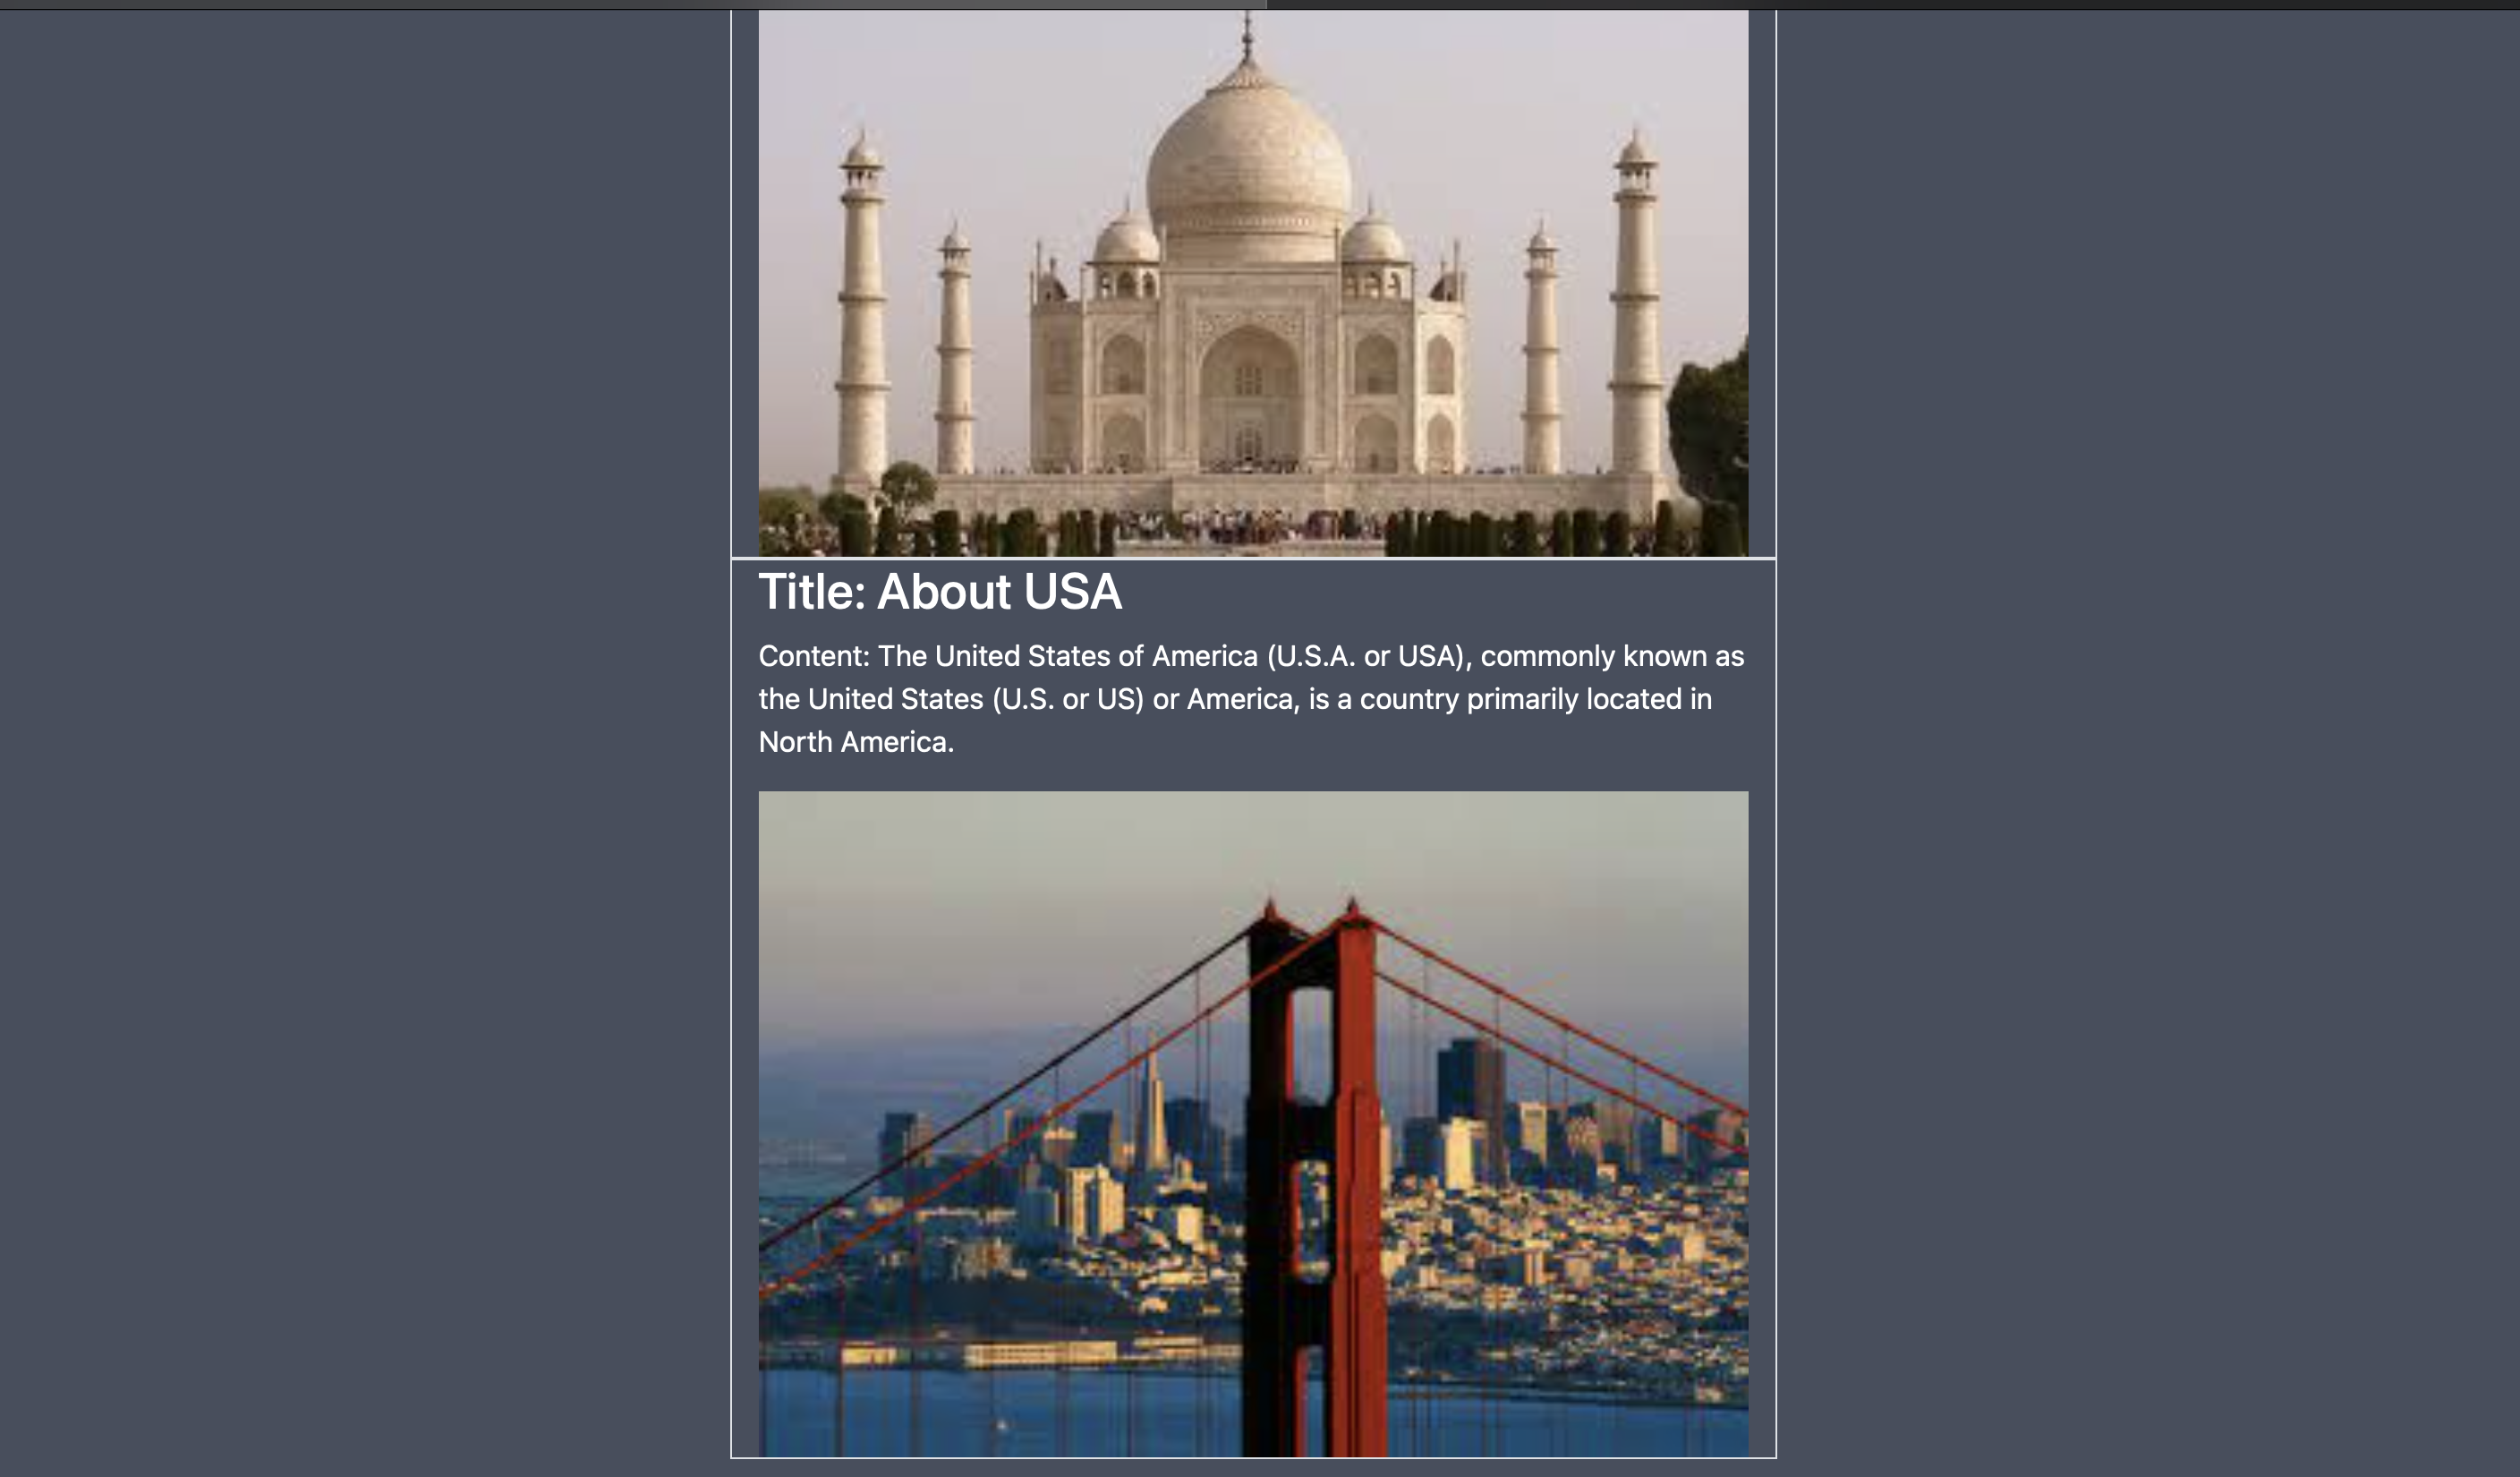 Title: About USA
Content: The United States of America (U.S.A. or USA), commonly known as
the United States (U.S. or US) or America, is a country primarily located in
North America.